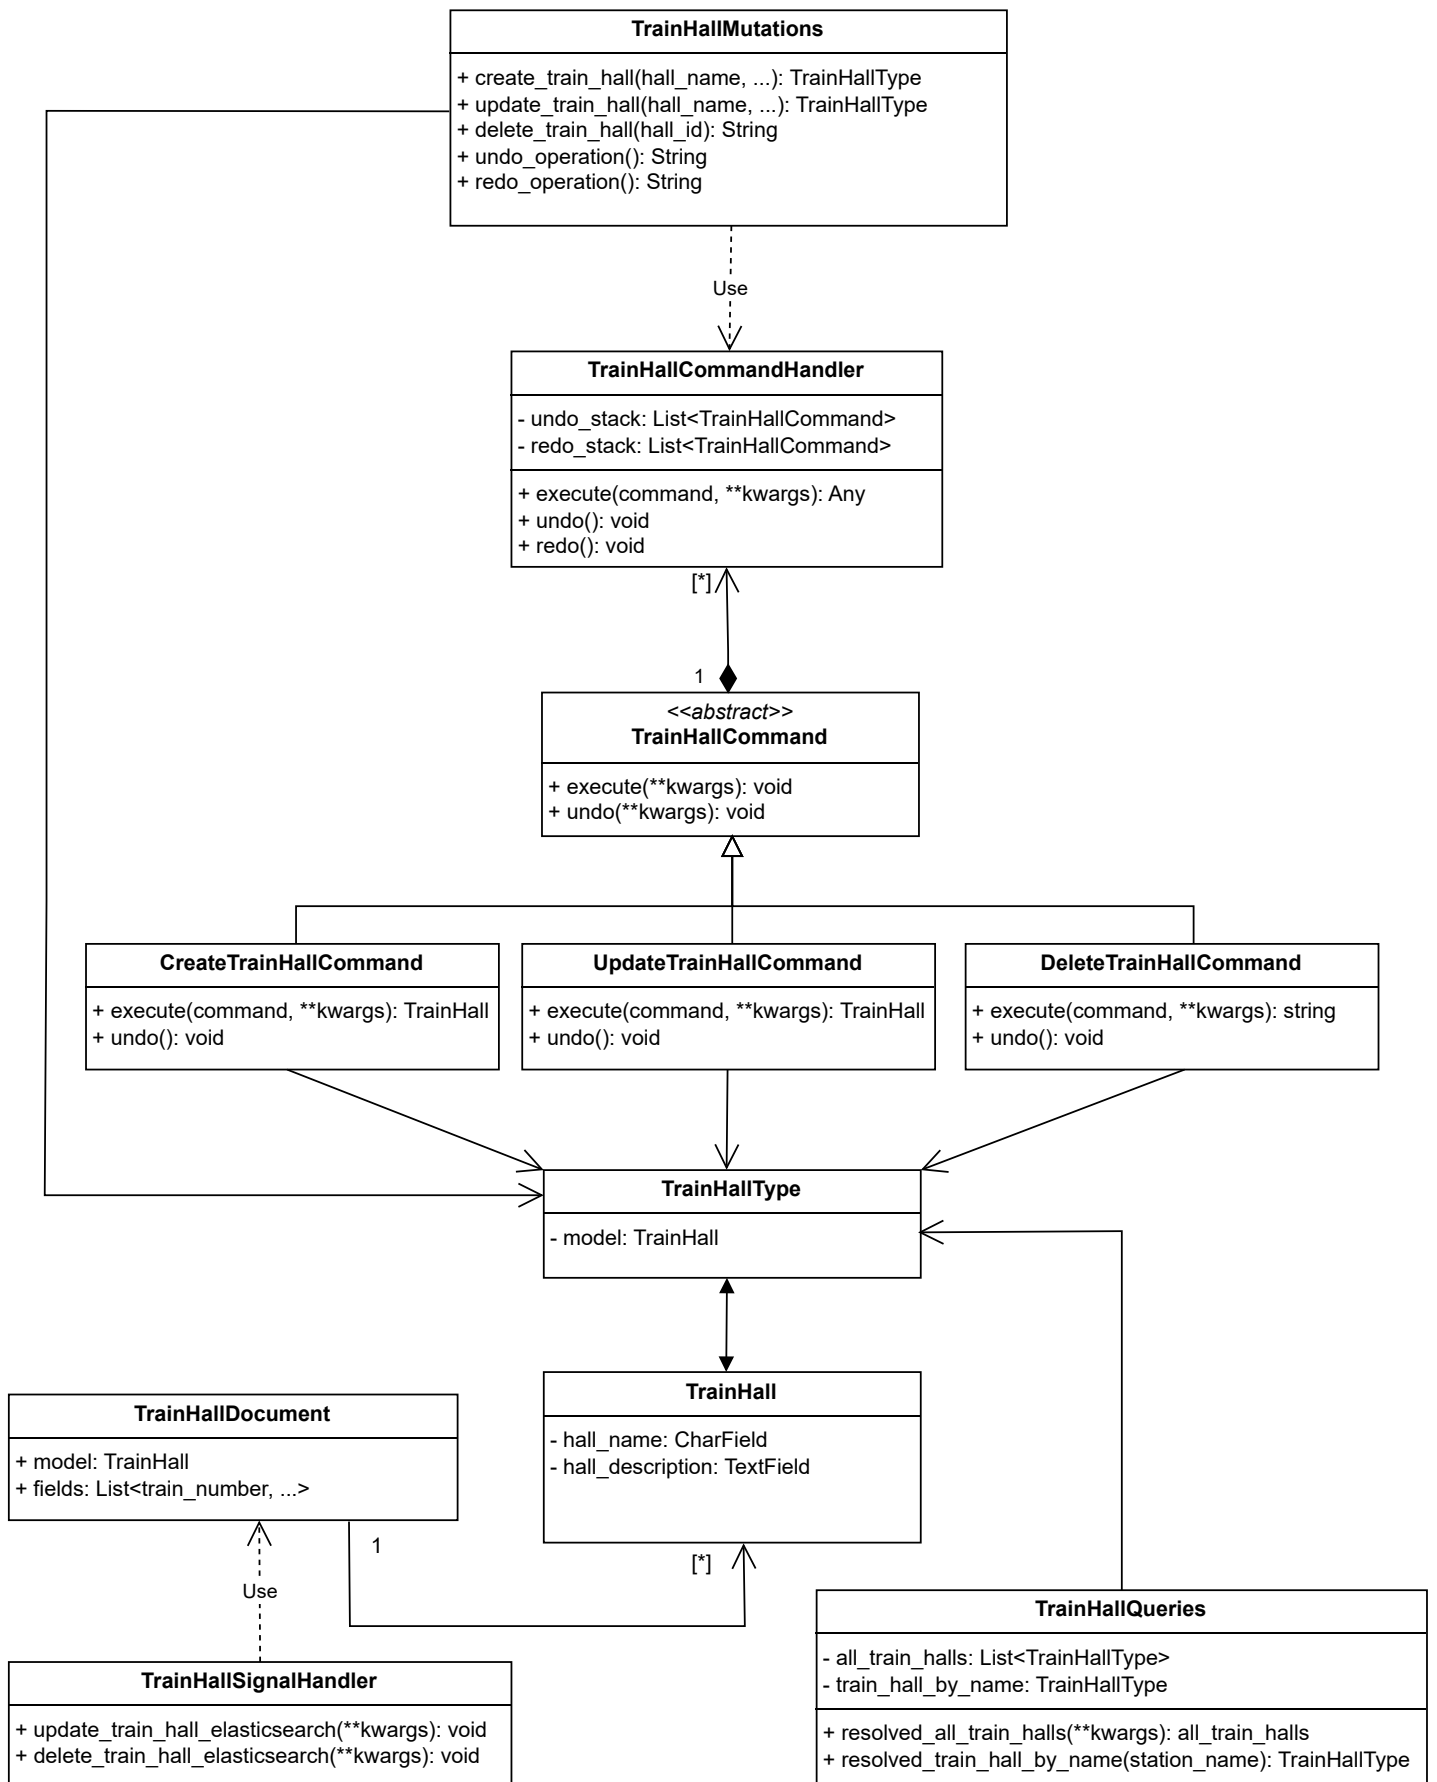 TrainHallMutations
+ create_train_hall(hall_name, ...): TrainHallType
+ update_train_hall(hall_name, ...): TrainHallType
+ delete_train_hall(hall_id): String
+ undo_operation(): String
+ redo_operation(): String
Use
TrainHallCommandHandler
- undo_stack: List<TrainHallCommand>
- redo_stack: List<TrainHallCommand>
+ execute(command, **kwargs): Any
+ undo(): void
+ redo(): void
[*]
1
<<abstract>>
TrainHallCommand
+ execute(**kwargs): void
+ undo(**kwargs): void
CreateTrainHallCommand
+ execute(command, **kwargs): TrainHall
+ undo(): void
UpdateTrainHallCommand
+ execute(command, **kwargs): TrainHall
+ undo(): void
DeleteTrainHallCommand
+ execute(command, **kwargs): string
+ undo(): void
TrainHallType
- model: TrainHall
TrainHall
- hall_name: CharField
- hall_description: TextField
TrainHallDocument
+ model: TrainHall
+ fields: List<train_number, ...>
1
[*]
Use
TrainHallSignalHandler
+ update_train_hall_elasticsearch(**kwargs): void
+ delete_train_hall_elasticsearch(**kwargs): void
TrainHallQueries
- all_train_halls: List<TrainHallType>
- train_hall_by_name: TrainHallType
+ resolved_all_train_halls(**kwargs): all_train_halls
+ resolved_train_hall_by_name(station_name): TrainHallType